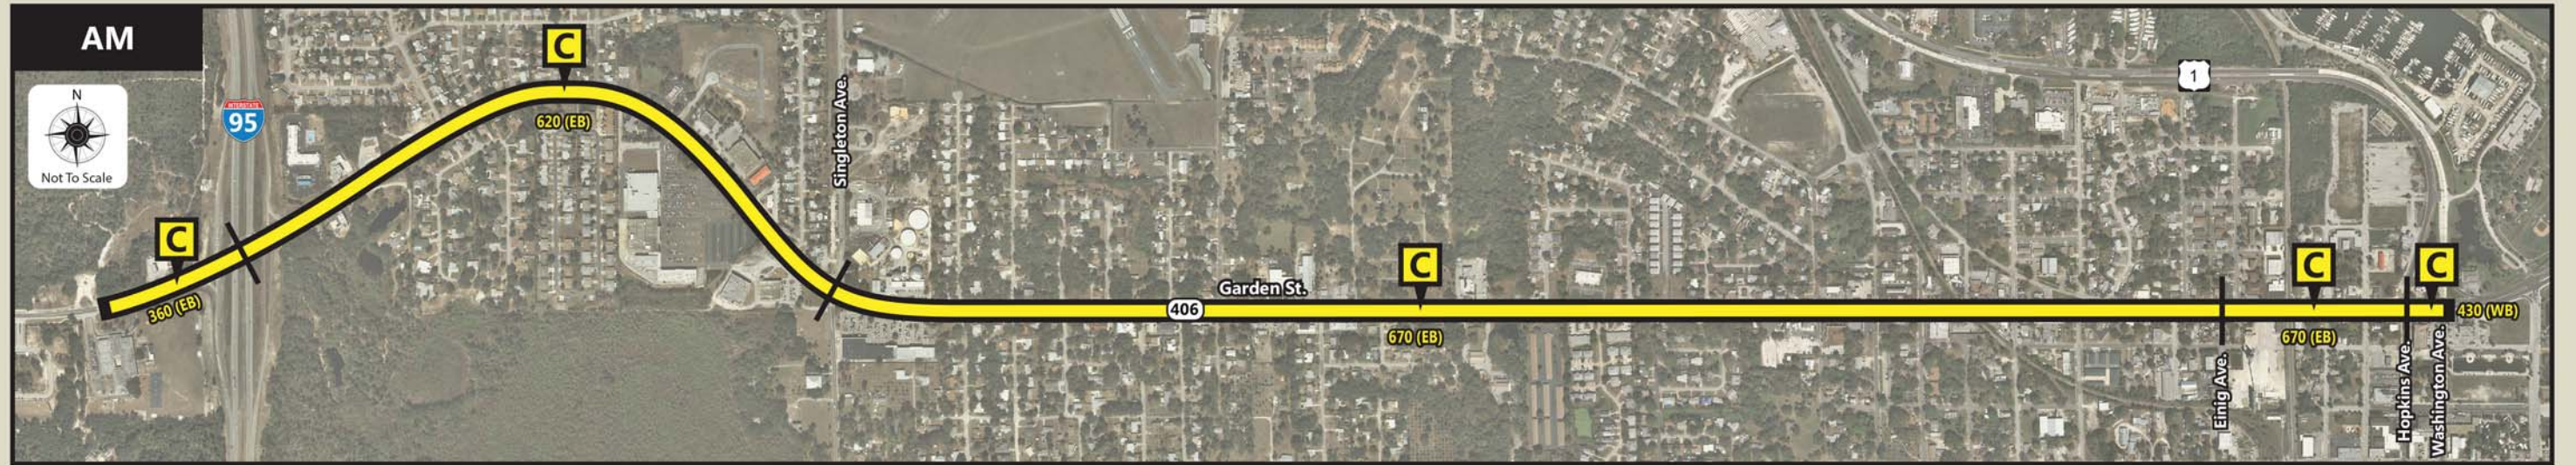 AM
N
Not To Scale
INTERSTATE
95
C
360 (EB)
C
620 (EB)
Singleton Ave.
406
Garden St.
C
670 (EB)
1
Einig Ave.
C
670 (EB)
Hopkins Ave.
C
430 (WB)
Washington Ave.